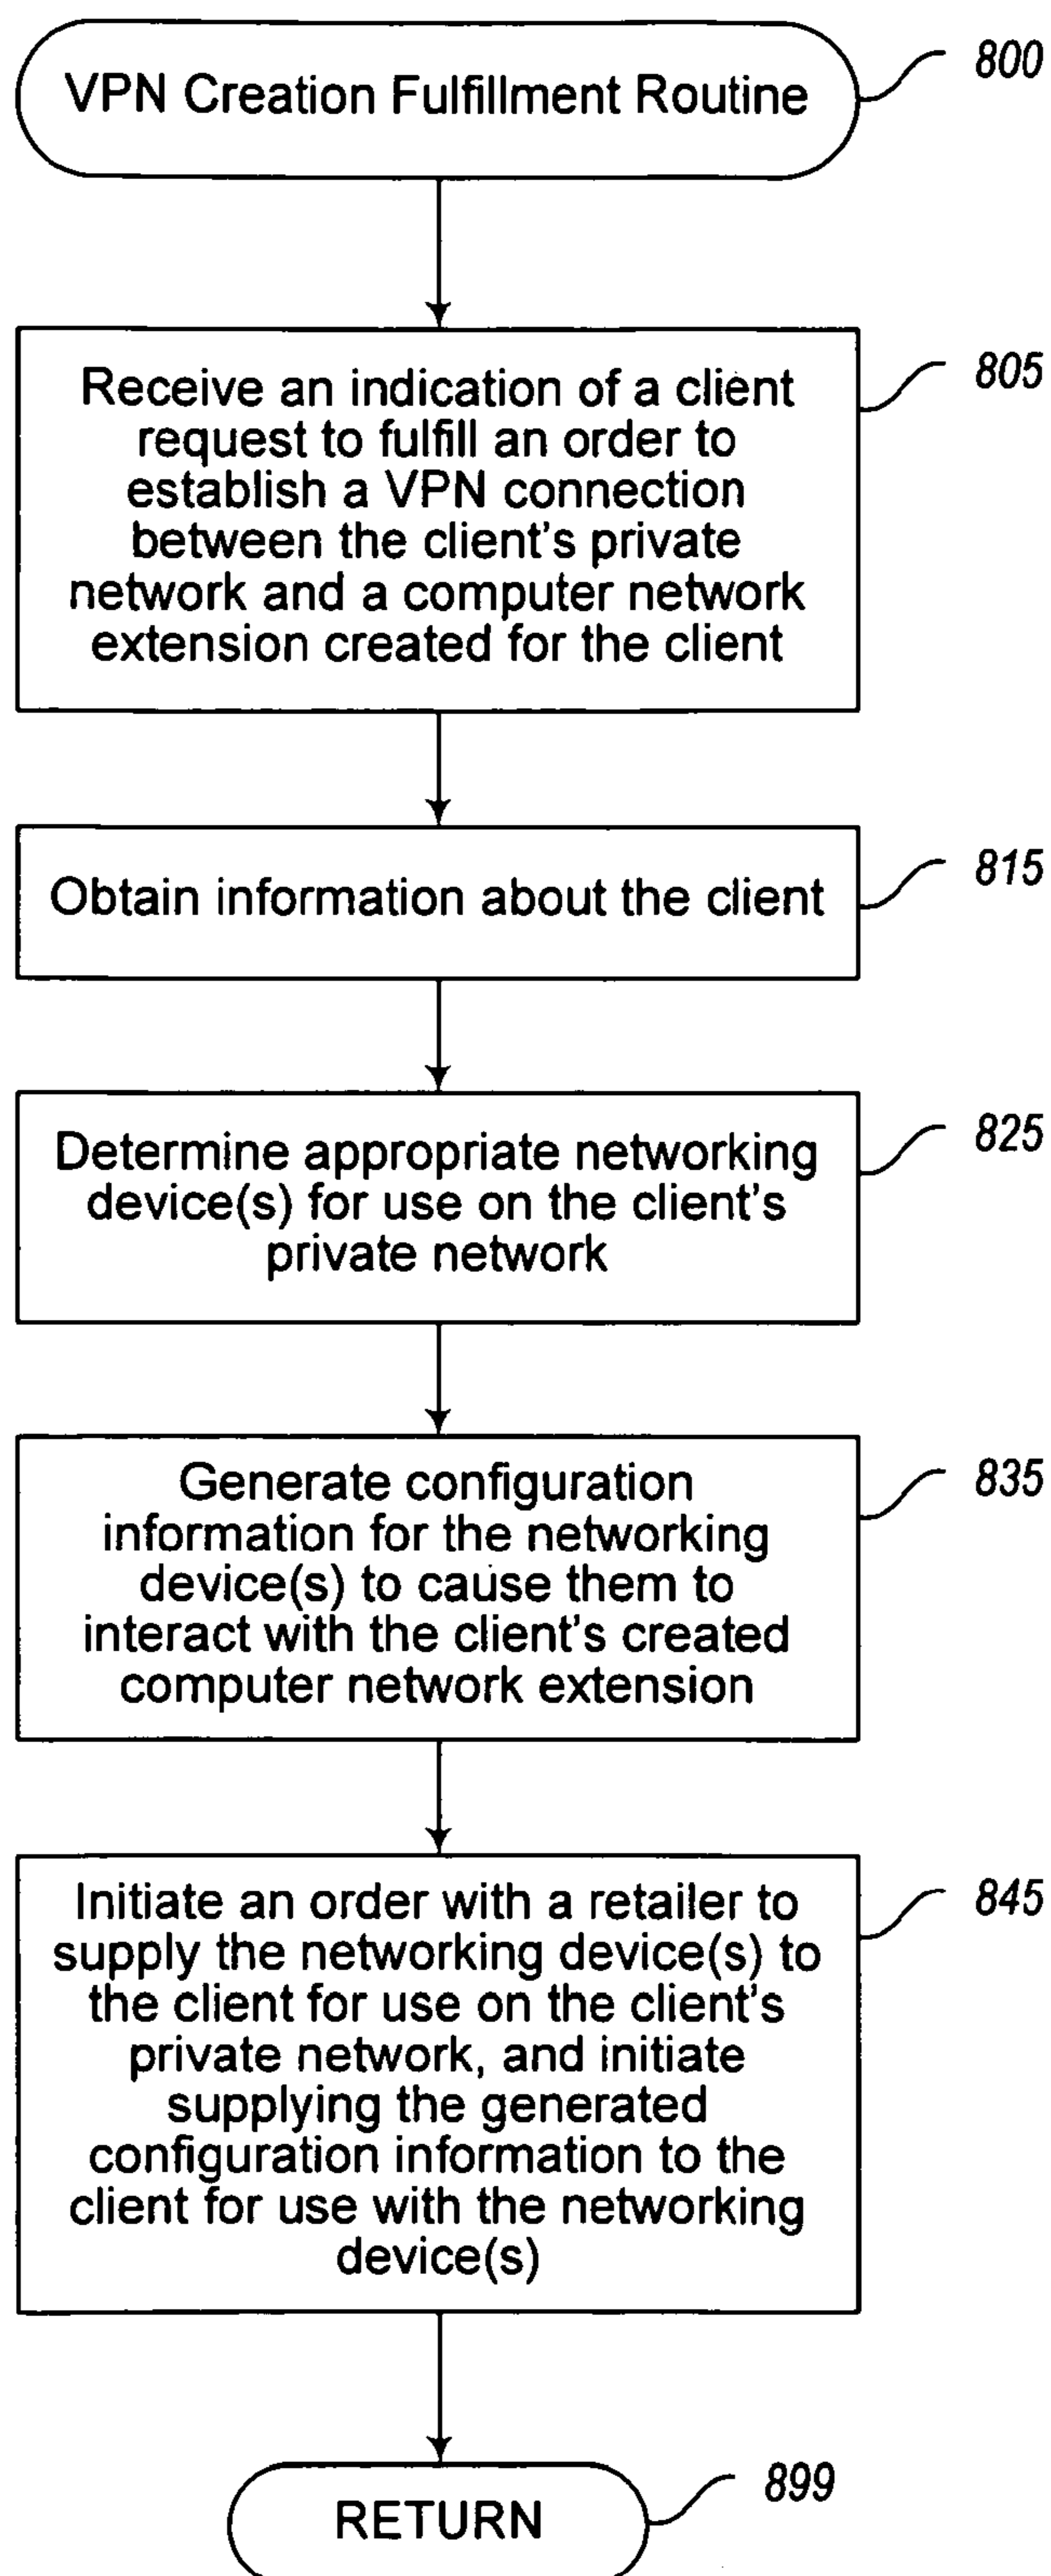 VPN Creation Fulfillment Routine
800
Receive an indication of a client
request to fulfill an order to
establish a VPN connection
between the client's private
network and a computer network
extension created for the client
805
Obtain information about the client
815
Determine appropriate networking
device(s) for use on the client's
private network
825
Generate configuration
information for the networking
device(s) to cause them to
interact with the client's created
computer network extension
835
Initiate an order with a retailer to
supply the networking device(s) to
the client for use on the client's
private network, and initiate
supplying the generated
configuration information to the
client for use with the networking
device(s)
845
RETURN
899